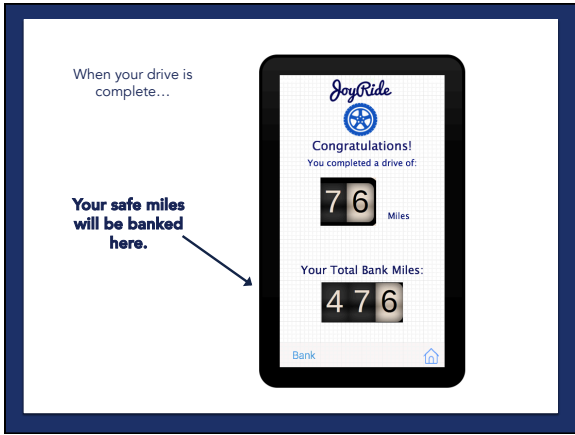 When your drive is
complete...
Your safe miles
will be banked
here.
JoyRide
Congratulations!
You completed a drive of:
76
Miles
Your Total Bank Miles:
476
Bank